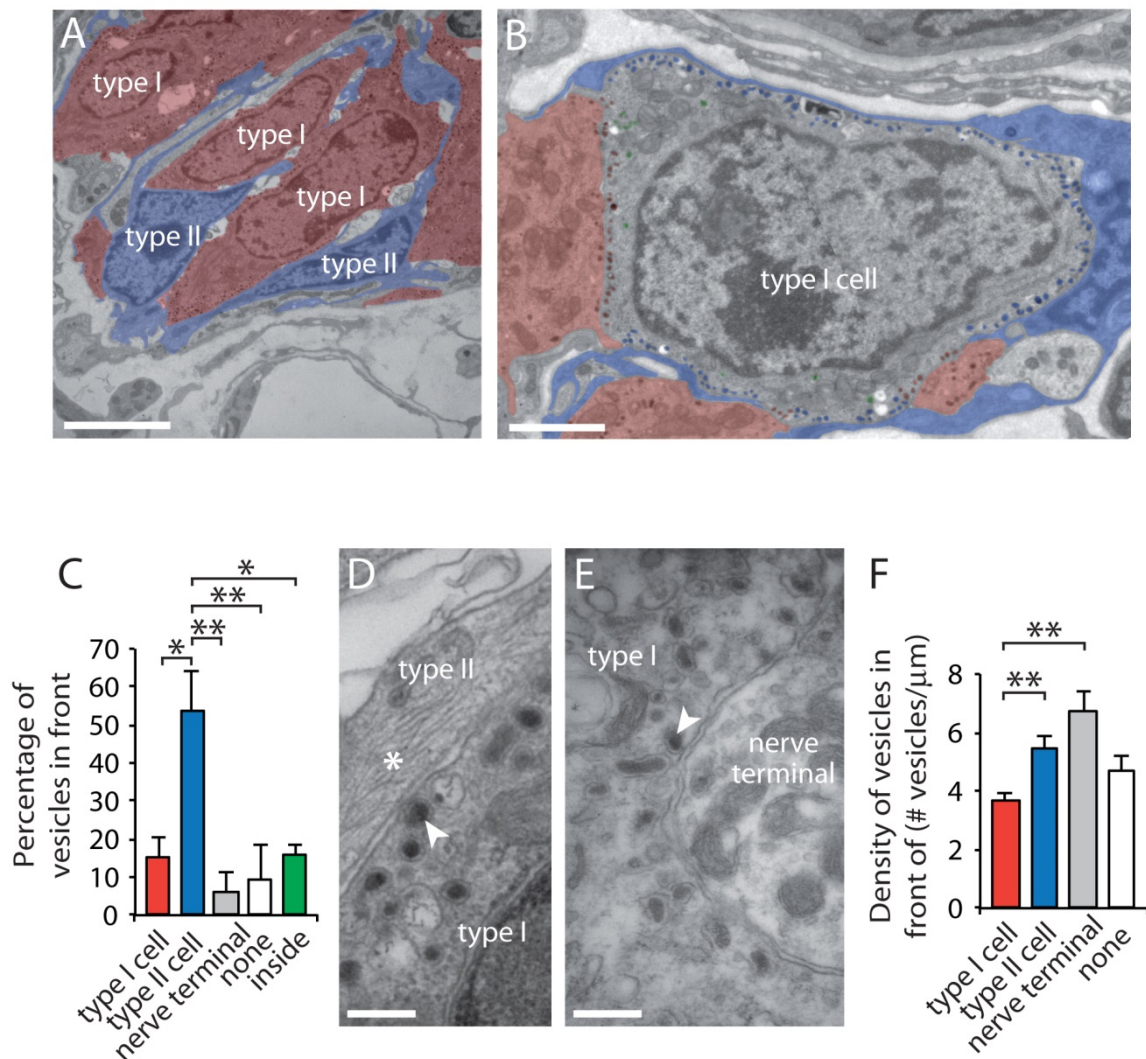 A
type I
type I
type I
type II
type II
B
type I cell
C
Percentage of
vesicles in front
70
60
50
40
30
20
10
0
*
**
**
*
type I cell
type II cell
nerve terminal
none
inside
D
type II
*
type I
E
type I
nerve
terminal
F
Density of vesicles in
front of (# vesicles/μm)
8
6
4
2
0
**
**
type I cell
type II cell
nerve terminal
none